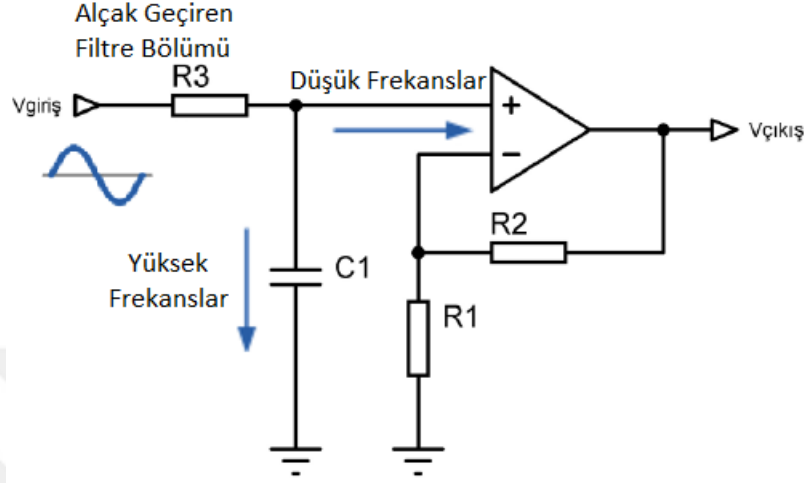 Alçak Geçiren
Filtre Bölümü
R3
Düşük Frekanslar
Vgiriş
+
Vçıkış
−
R2
Yüksek
Frekanslar
C1
R1